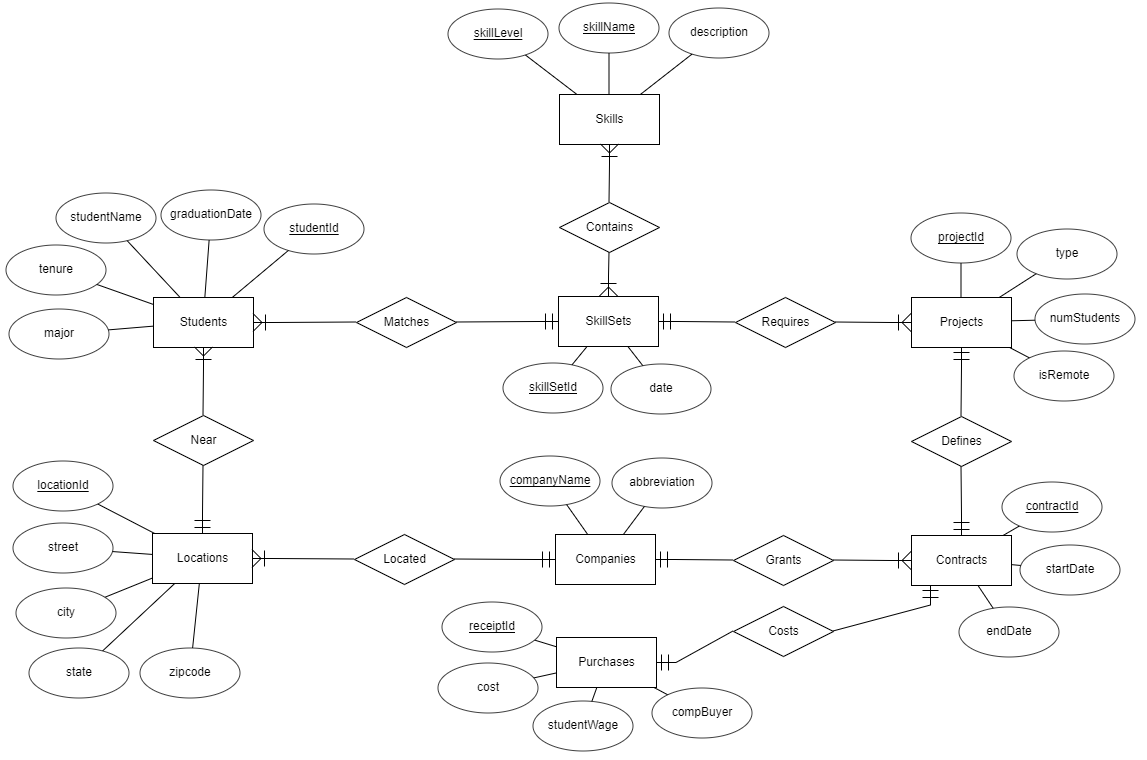 skillLevel
skillName
description
Skills
Contains
studentName
graduationDate
studentId
tenure
major
Students
Matches
SkillSets
skillSetId
date
Requires
projectId
type
numStudents
isRemote
Projects
Near
Defines
locationId
street
city
state
zipcode
Locations
Located
companyName
abbreviation
Companies
Grants
contractId
startDate
endDate
Contracts
Costs
receiptId
cost
studentWage
compBuyer
Purchases